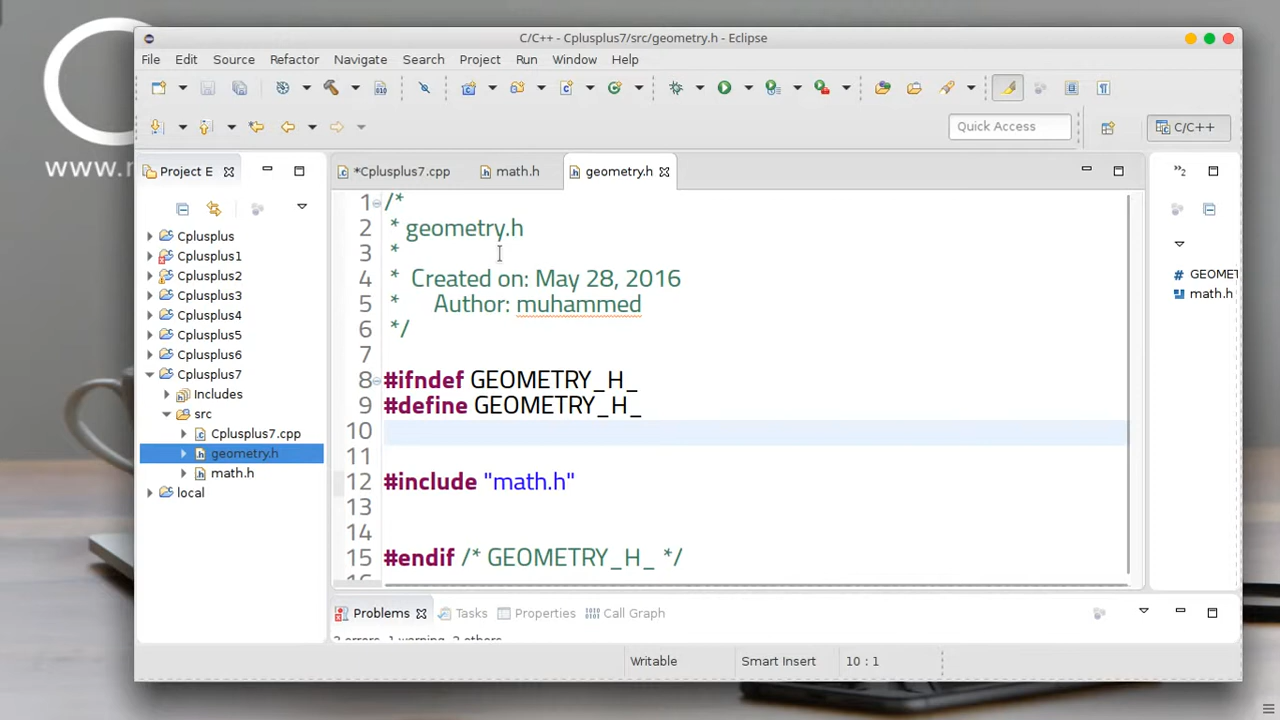 www.
C/C++ - Cplusplus7/src/geometry.h - Eclipse
File Edit Source Refactor Navigate Search Project Run Window Help
Quick Access
C/C++
Project E
*Cplusplus7.cpp
math.h
geometry.h
Cplusplus
Cplusplus1
Cplusplus2
Cplusplus3
Cplusplus4
Cplusplus5
Cplusplus6
Cplusplus7
Includes
src
Cplusplus7.cpp
geometry.h
math.h
local
1 /*
2 * geometry.h
3 *
4 * Created on: May 28, 2016
5 * Author: muhammed
6 */
7
8 #ifndef GEOMETRY_H_
9 #define GEOMETRY_H_
10
11
12 #include "math.h"
13
14
15 #endif /* GEOMETRY_H_ */
# GEOMET
math.h
Problems Tasks Properties Call Graph
Writable Smart Insert 10 : 1